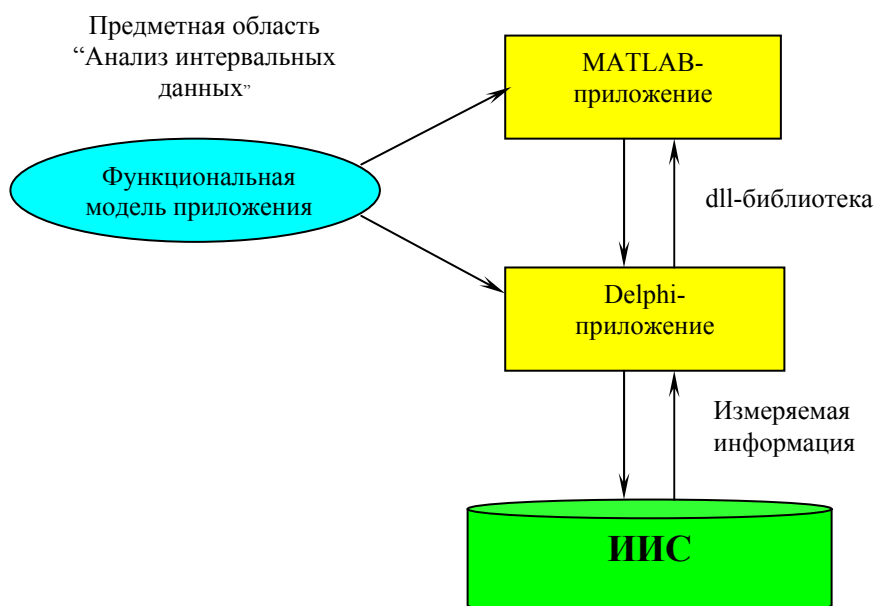 Предметная область
“Анализ интервальных
данных”
MATLAB-
приложение
Функциональная
модель приложения
dll-библиотека
Delphi-
приложение
Измеряемая
информация
ИИС